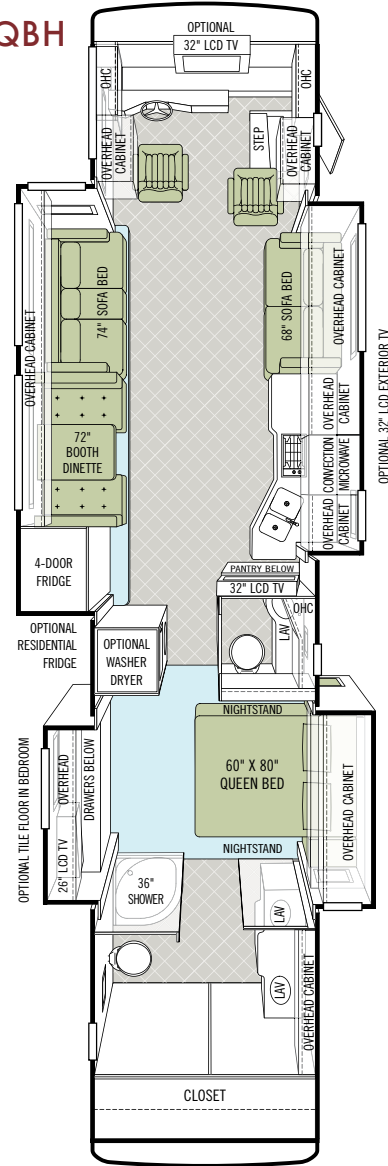 QBH
OPTIONAL
32" LCD TV
OHC
OHC
OVERHEAD
CABINET
STEP
OVERHEAD
CABINET
OVERHEAD CABINET
74" SOFA BED
68" SOFA BED
OVERHEAD CABINET
72"
BOOTH
DINETTE
OVERHEAD
CABINET
CONVECTION
MICROWAVE
OVERHEAD
CABINET
OPTIONAL 32" LCD EXTERIOR TV
4-DOOR
FRIDGE
PANTRY BELOW
32" LCD TV
OPTIONAL
RESIDENTIAL
FRIDGE
OPTIONAL
WASHER
DRYER
LAV
OHC
NIGHTSTAND
60" X 80"
QUEEN BED
NIGHTSTAND
OVERHEAD CABINET
OPTIONAL TILE FLOOR IN BEDROOM
26" LCD TV
OVERHEAD
DRAWERS BELOW
36"
SHOWER
LAV
LAV
OVERHEAD CABINET
CLOSET